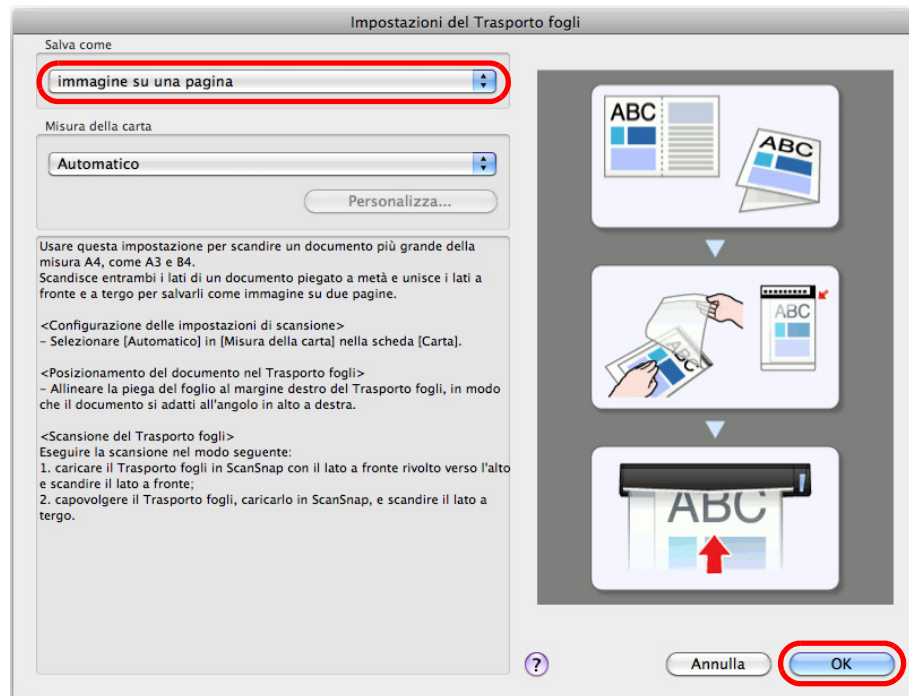 Impostazioni del Trasporto fogli
Salva come
immagine su una pagina
Misura della carta
Automatico
Personalizza...
Usare questa impostazione per scandire un documento più grande della
misura A4, come A3 e B4.
Scandisce entrambi i lati di un documento piegato a metà e unisce i lati a
fronte e a tergo per salvarli come immagine su due pagine.
<Configurazione delle impostazioni di scansione>
– Selezionare [Automatico] in [Misura della carta] nella scheda [Carta].
<Posizionamento del documento nel Trasporto fogli>
– Allineare la piega del foglio al margine destro del Trasporto fogli, in modo
che il documento si adatti all'angolo in alto a destra.
<Scansione del Trasporto fogli>
Eseguire la scansione nel modo seguente:
1. caricare il Trasporto fogli in ScanSnap con il lato a fronte rivolto verso l'alto
e scandire il lato a fronte;
2. capovolgere il Trasporto fogli, caricarlo in ScanSnap, e scandire il lato a
tergo.
ABC
ABC
ABC
ABC
ABC
?
Annulla
OK